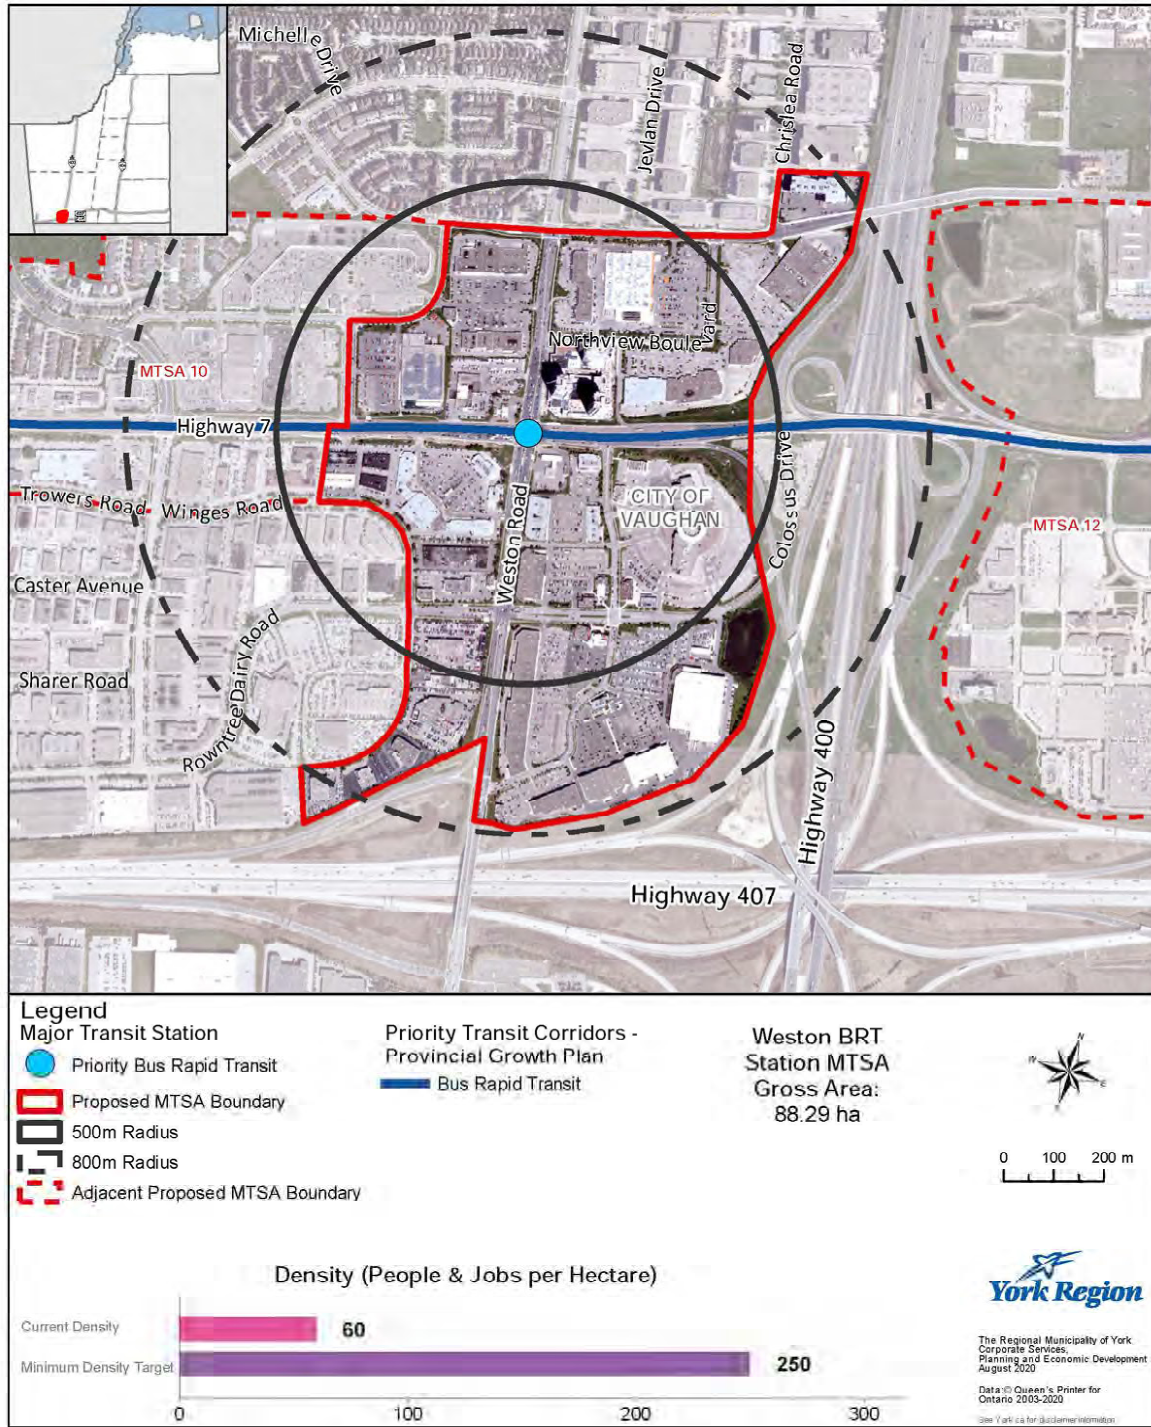 Michelle Drive
Jevlan Drive
Chrislea Road
Northview Boulevard
MTSA 10
Highway 7
Weston Road
CITY OF
VAUGHAN
Colossus Drive
MTSA 12
Trowers Road
Winges Road
Caster Avenue
Sharer Road
Rowntree Dairy Road
Highway 400
Highway 407
Legend
Major Transit Station
Priority Bus Rapid Transit
Proposed MTSA Boundary
500m Radius
800m Radius
Adjacent Proposed MTSA Boundary
Priority Transit Corridors -
Provincial Growth Plan
Bus Rapid Transit
Weston BRT
Station MTSA
Gross Area:
88.29 ha
N
W
E
S
0 100 200 m
Density (People & Jobs per Hectare)
Current Density
60
Minimum Density Target
250
0 100 200 300
York Region
The Regional Municipality of York
Corporate Services,
Planning and Economic Development
August 2020
Data:© Queen's Printer for
Ontario 2003-2020
See York.ca for disclaimer information